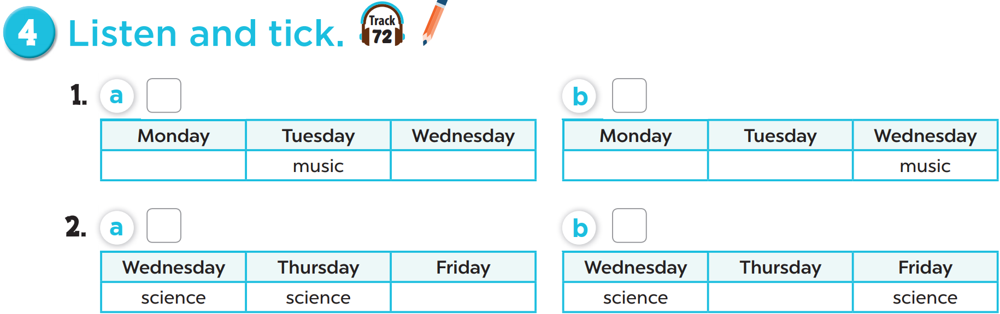 4 Listen and tick. Track 72
1. a b
Monday Tuesday Wednesday Monday Tuesday Wednesday
music music
2. a b
Wednesday Thursday Friday Wednesday Thursday Friday
science science science science